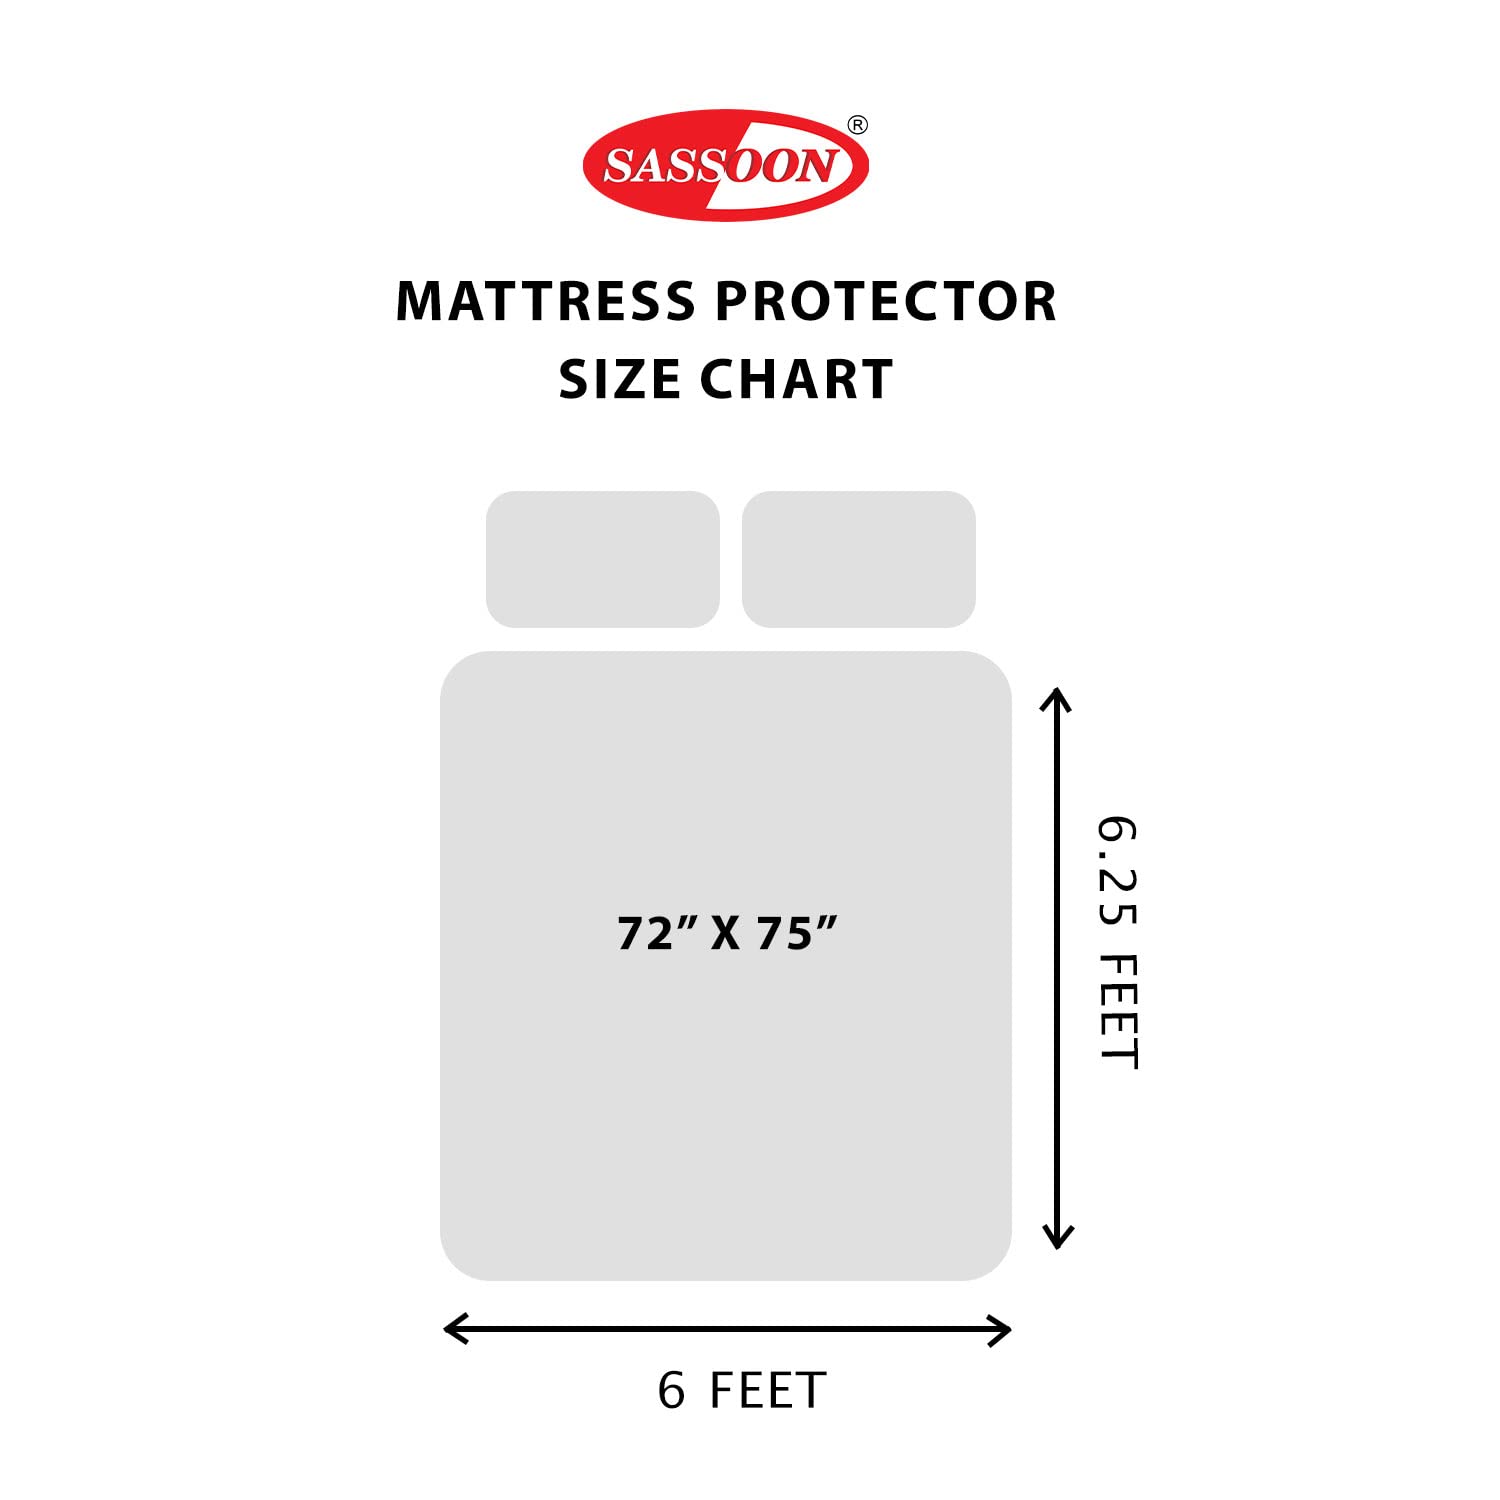 SASSOON®
MATTRESS PROTECTOR
SIZE CHART
72” X 75”
6.25 FEET
6 FEET